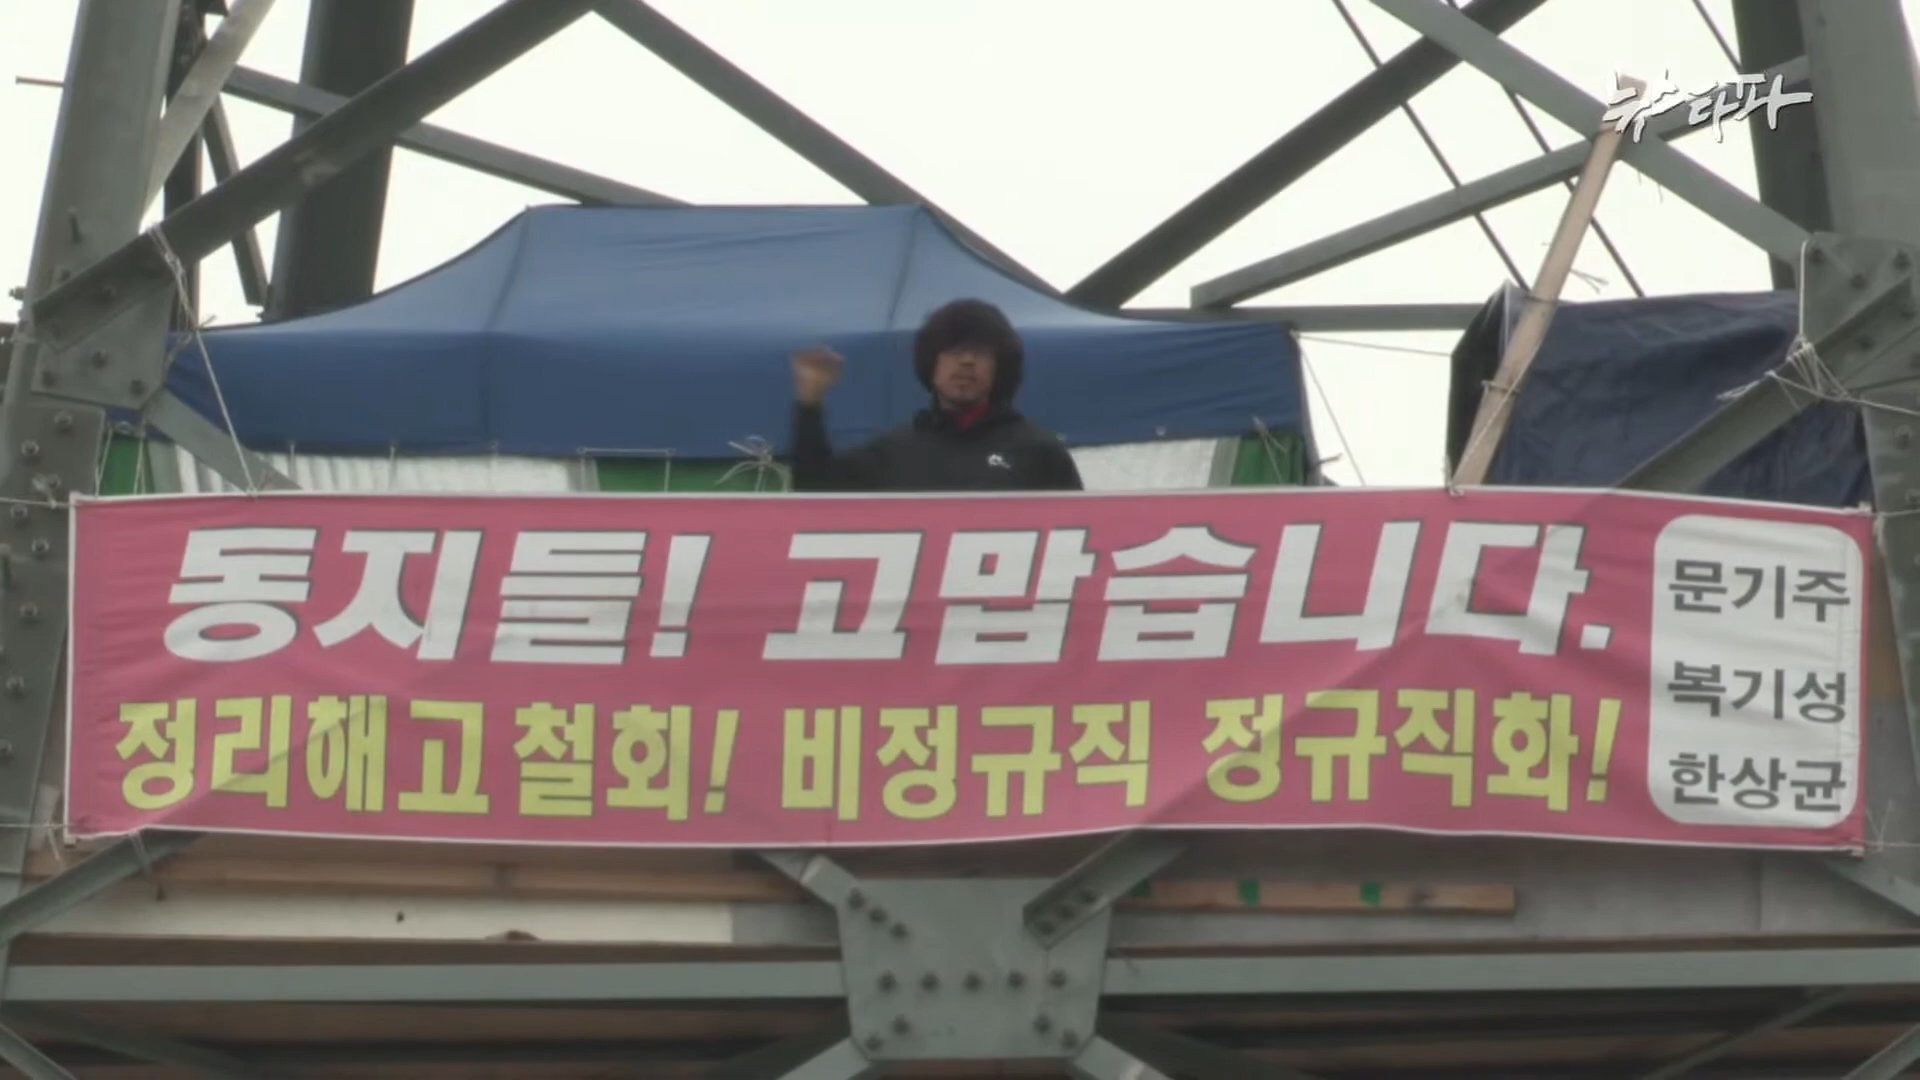 뉴스타파
동지들! 고맙습니다.
정리해고 철회! 비정규직 정규직화!
문기주
복기성
한상균